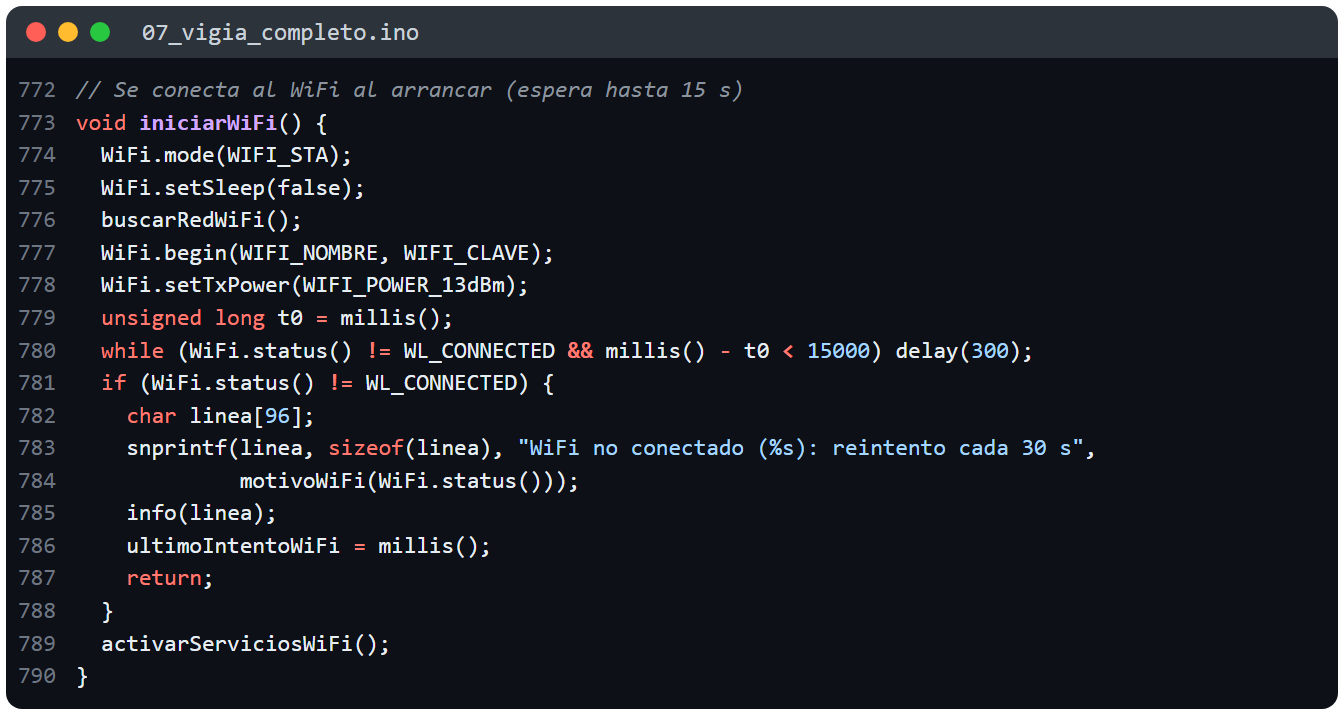 07_vigia_completo.ino
772 // Se conecta al WiFi al arrancar (espera hasta 15 s)
773 void iniciarWiFi() {
774   WiFi.mode(WIFI_STA);
775   WiFi.setSleep(false);
776   buscarRedWiFi();
777   WiFi.begin(WIFI_NOMBRE, WIFI_CLAVE);
778   WiFi.setTxPower(WIFI_POWER_13dBm);
779   unsigned long t0 = millis();
780   while (WiFi.status() != WL_CONNECTED && millis() - t0 < 15000) delay(300);
781   if (WiFi.status() != WL_CONNECTED) {
782     char linea[96];
783     snprintf(linea, sizeof(linea), "WiFi no conectado (%s): reintento cada 30 s",
784              motivoWiFi(WiFi.status()));
785     info(linea);
786     ultimoIntentoWiFi = millis();
787     return;
788   }
789   activarServiciosWiFi();
790 }